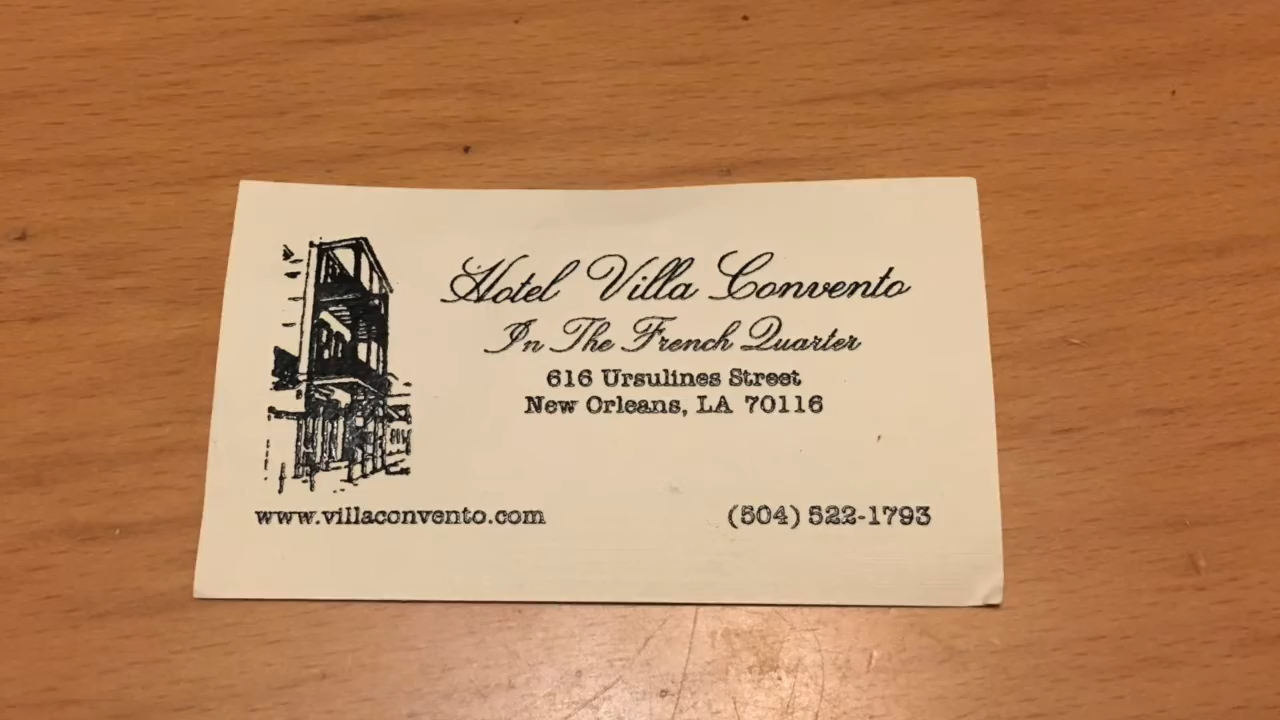 Hotel Villa Convento
In The French Quarter
616 Ursulines Street
New Orleans, LA 70116
www.villaconvento.com
(504) 522-1793